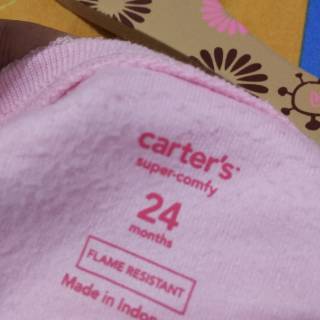 carter's
super-comfy
24
months
FLAME RESISTANT
Made in